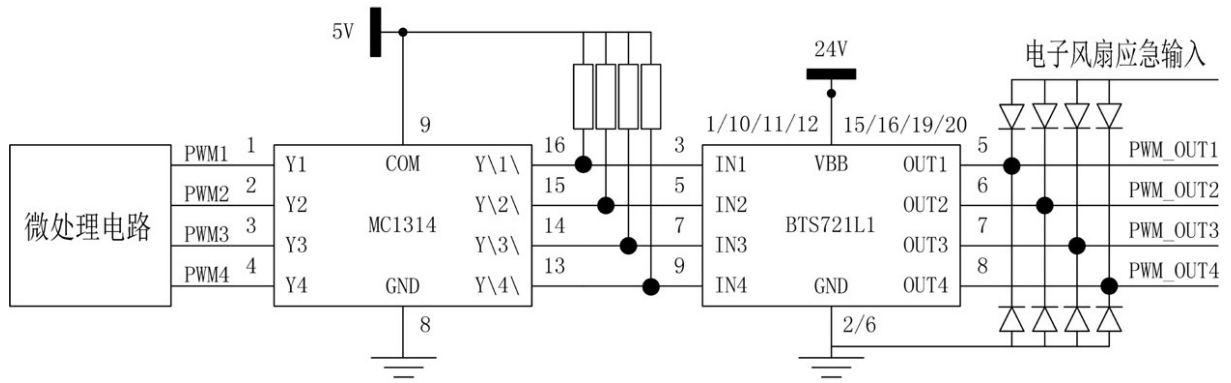 5V
24V
电子风扇应急输入
9
1/10/11/12
15/16/19/20
微处理电路
PWM1
PWM2
PWM3
PWM4
1
2
3
4
Y1
Y2
Y3
Y4
COM
MC1314
GND
Y\1\
Y\2\
Y\3\
Y\4\
16
15
14
13
8
3
5
7
9
IN1
IN2
IN3
IN4
VBB
BTS721L1
GND
OUT1
OUT2
OUT3
OUT4
5
6
7
8
2/6
PWM_OUT1
PWM_OUT2
PWM_OUT3
PWM_OUT4